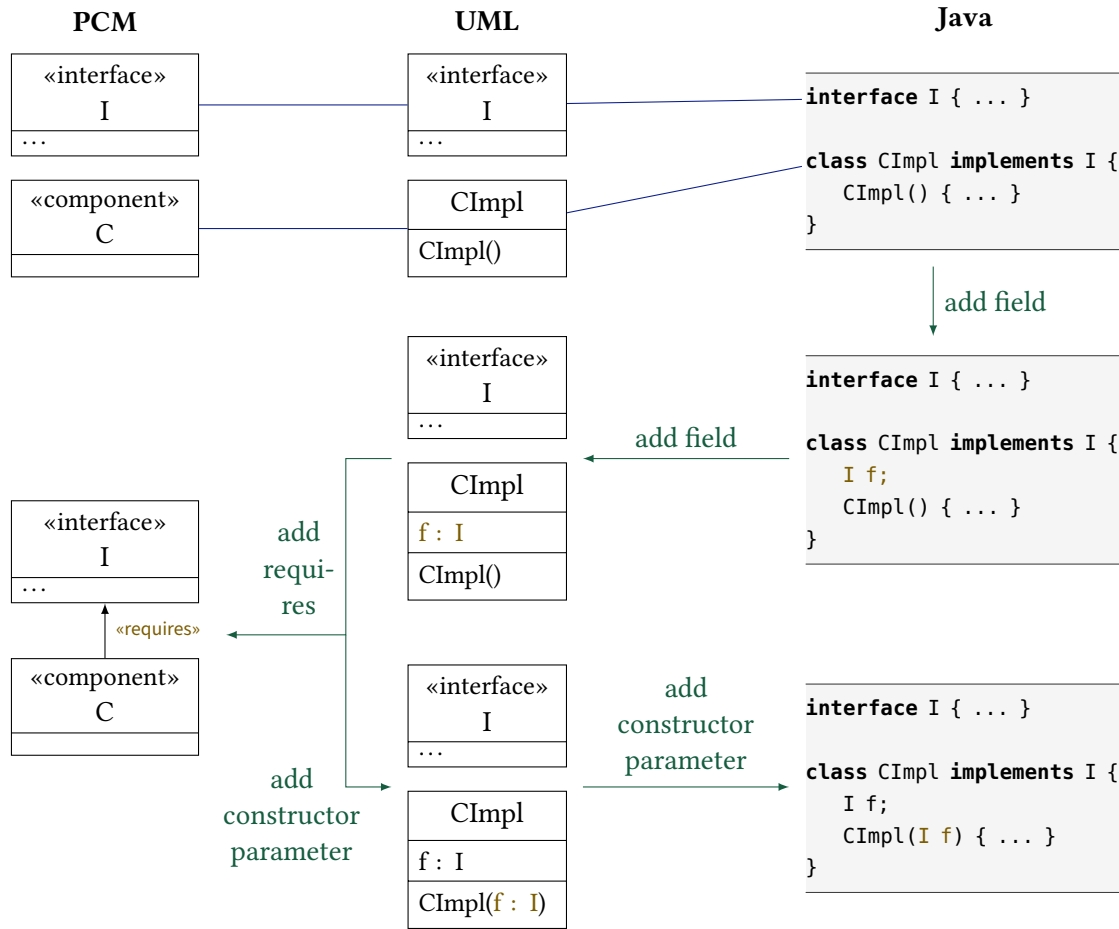 PCM
UML
Java
«interface»
I
...
«component»
C
«interface»
I
...
CImpl
CImpl()
interface I { ... }
class CImpl implements I {
CImpl() { ... }
}
add field
interface I { ... }
class CImpl implements I {
I f;
CImpl() { ... }
}
add field
«interface»
I
...
CImpl
f : I
CImpl()
add
requi-
res
«interface»
I
...
«requires»
«component»
C
add
constructor
parameter
«interface»
I
...
CImpl
f : I
CImpl(f : I)
add
constructor
parameter
interface I { ... }
class CImpl implements I {
I f;
CImpl(I f) { ... }
}